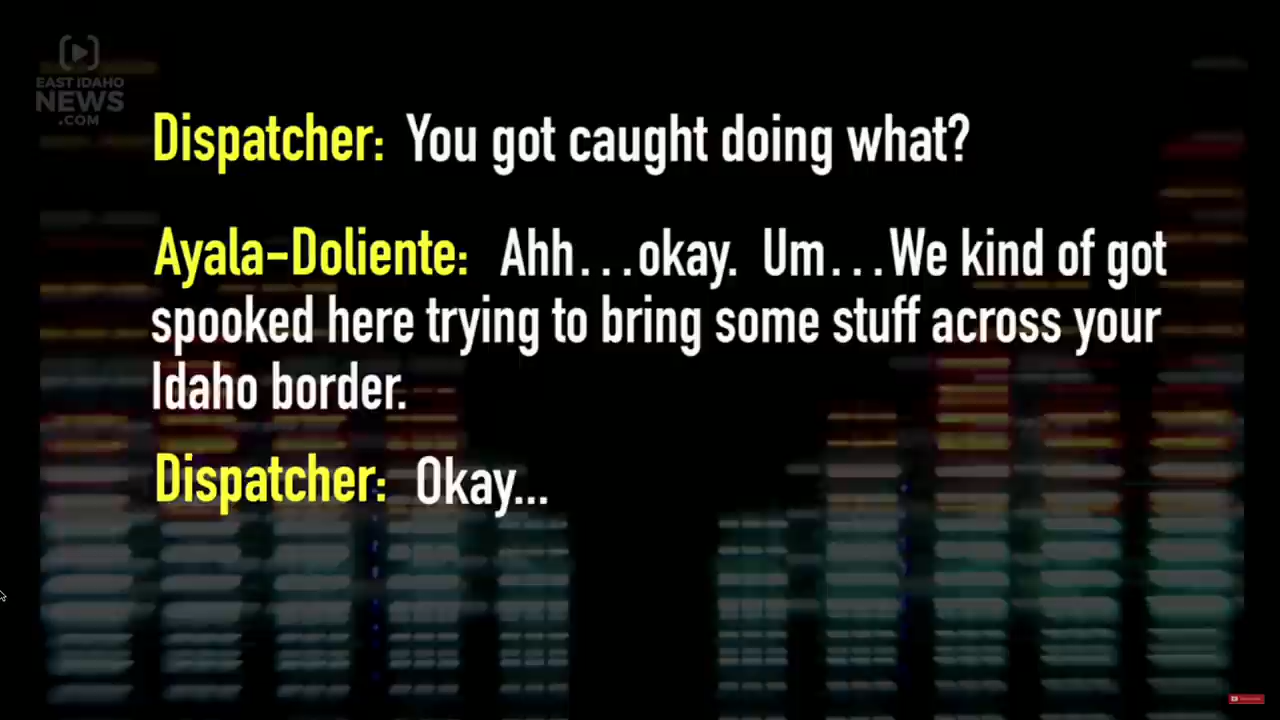 EAST IDAHO
NEWS
.COM
Dispatcher: You got caught doing what?
Ayala-Doliente: Ahh...okay. Um...We kind of got
spooked here trying to bring some stuff across your
Idaho border.
Dispatcher: Okay...